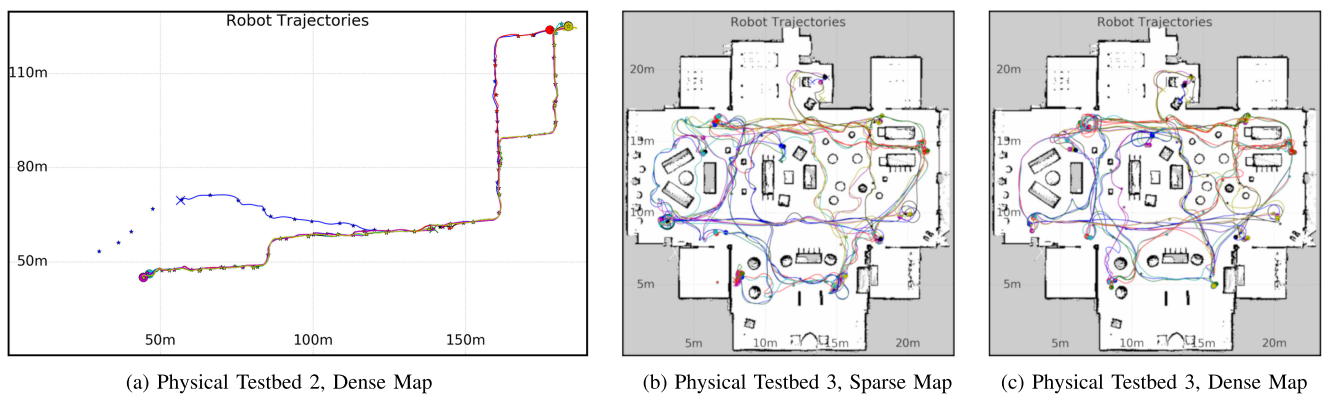 Robot Trajectories
110m
80m
50m
50m 100m 150m
(a) Physical Testbed 2, Dense Map
Robot Trajectories
20m
15m
10m
5m
5m 10m 15m 20m
(b) Physical Testbed 3, Sparse Map
Robot Trajectories
20m
15m
10m
5m
5m 10m 15m 20m
(c) Physical Testbed 3, Dense Map